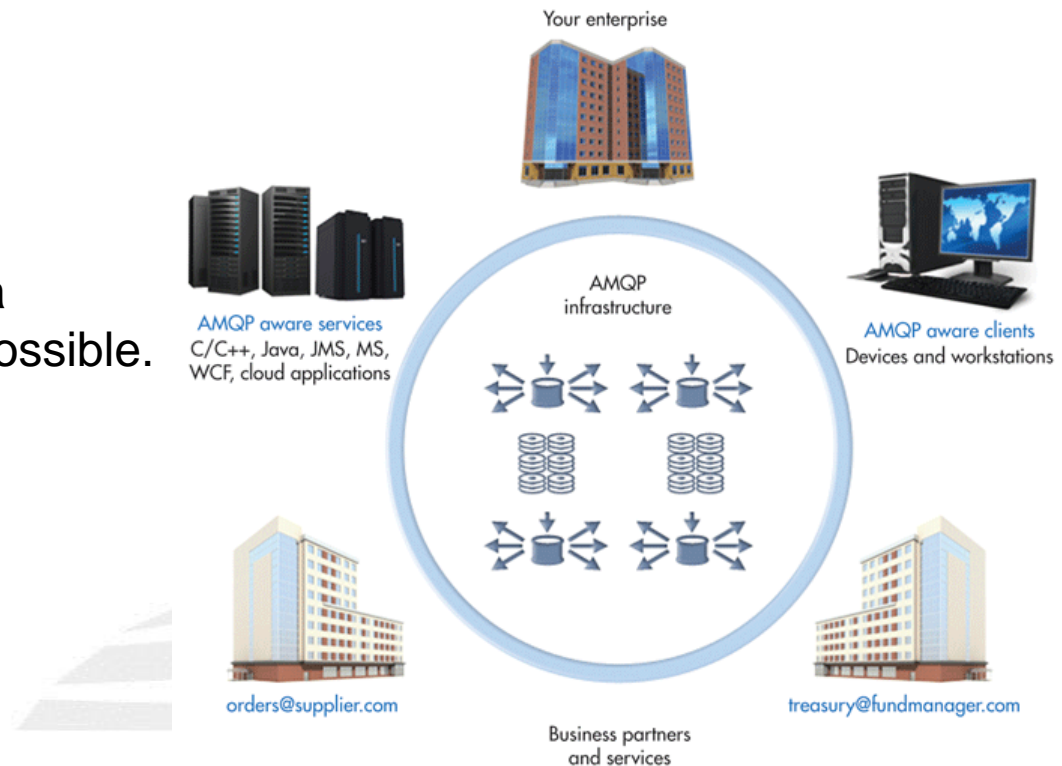 Your enterprise
AMQP aware services
C/C++, Java, JMS, MS,
WCF, cloud applications
AMQP
infrastructure
AMQP aware clients
Devices and workstations
ossible.
orders@supplier.com
treasury@fundmanager.com
Business partners
and services